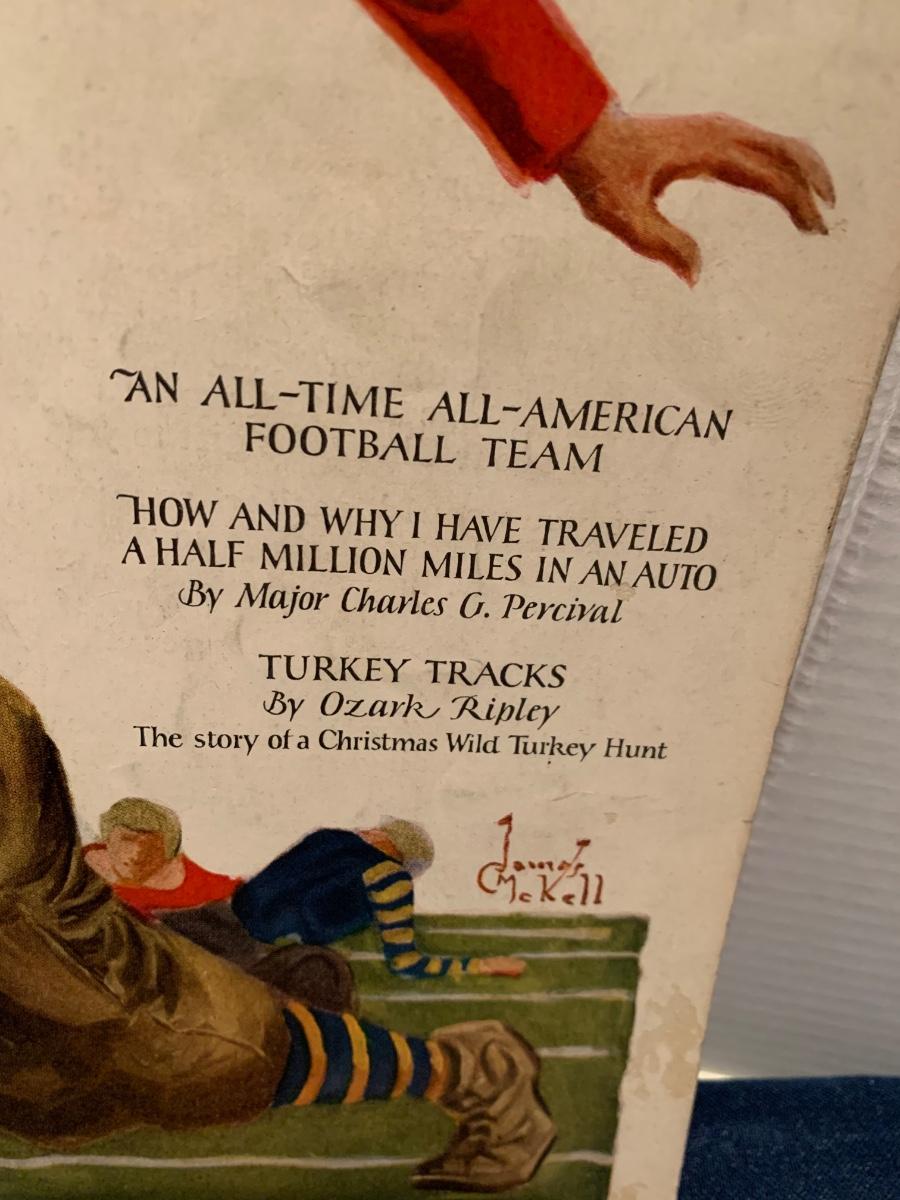 AN ALL-TIME ALL-AMERICAN
FOOTBALL TEAM
HOW AND WHY I HAVE TRAVELED
A HALF MILLION MILES IN AN AUTO
By Major Charles G. Percival
TURKEY TRACKS
By Ozark Ripley
The story of a Christmas Wild Turkey Hunt
James
McKell